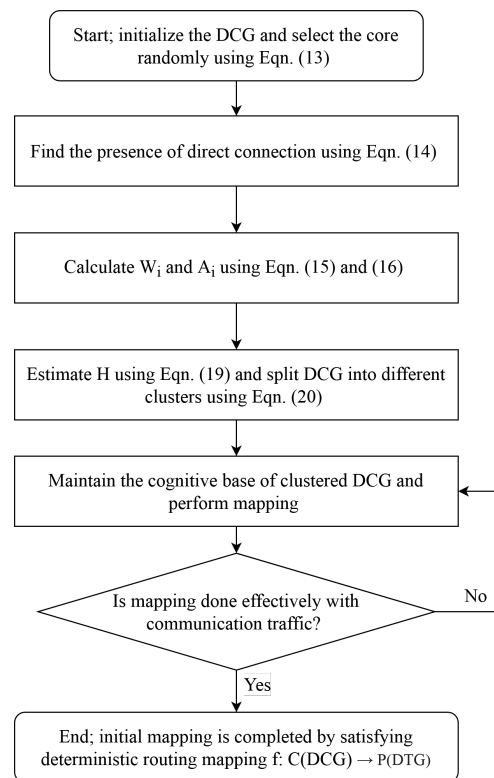 Start; initialize the DCG and select the core
randomly using Eqn. (13)
Find the presence of direct connection using Eqn. (14)
Calculate Wi and Ai using Eqn. (15) and (16)
Estimate H using Eqn. (19) and split DCG into different
clusters using Eqn. (20)
Maintain the cognitive base of clustered DCG and
perform mapping
Is mapping done effectively with
communication traffic?
No
Yes
End; initial mapping is completed by satisfying
deterministic routing mapping f: C(DCG) → P(DTG)